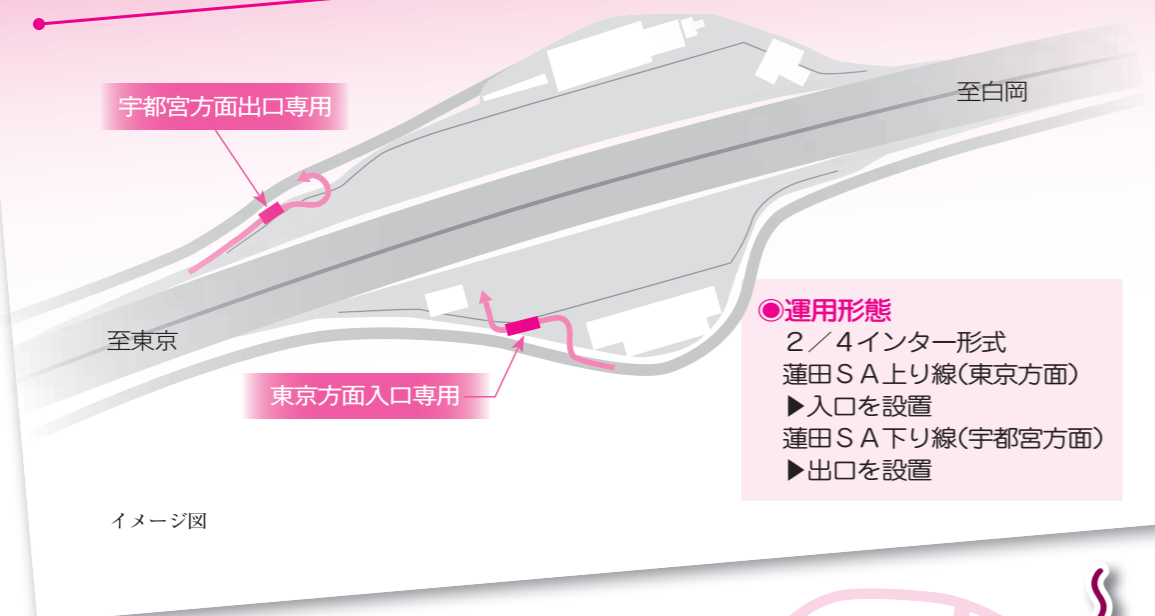 宇都宮方面出口専用
至白岡
至東京
東京方面入口専用
◉運用形態
２／４インター形式
蓮田ＳＡ上り線(東京方面)
▶入口を設置
蓮田ＳＡ下り線(宇都宮方面)
▶出口を設置
イメージ図